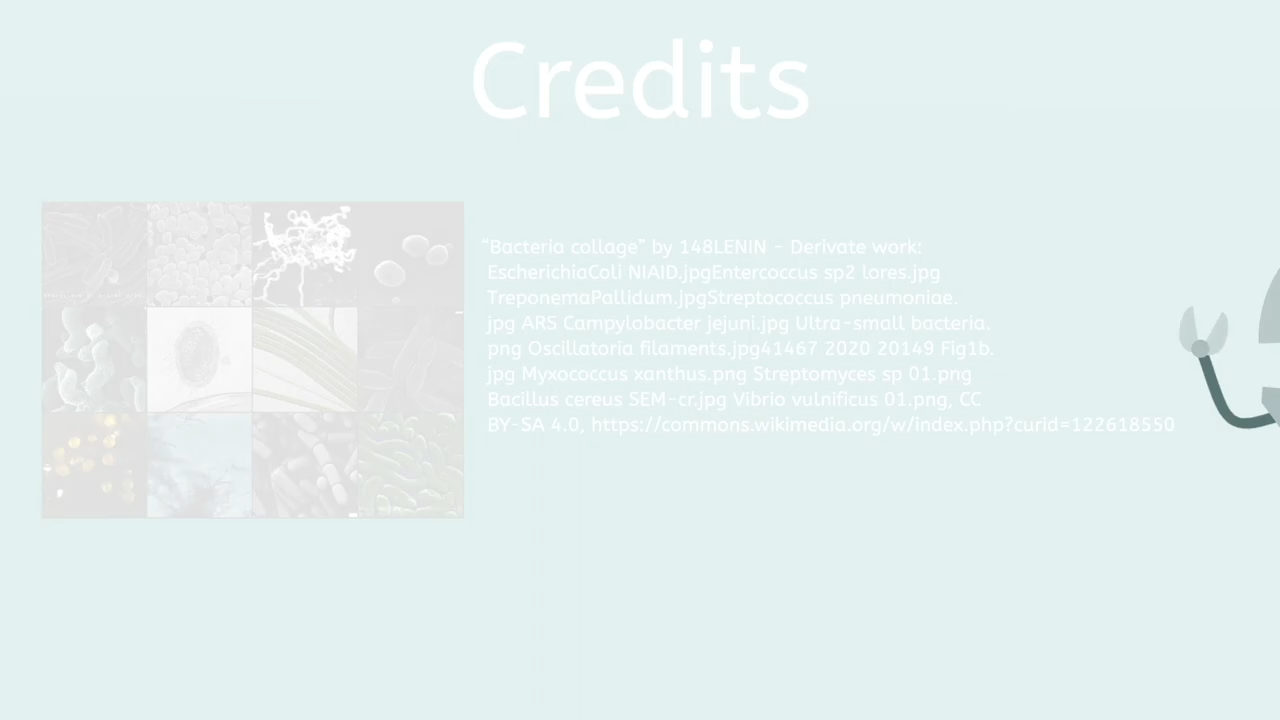 Credits
"Bacteria collage" by 148LENIN - Derivate work:
EscherichiaColi NIAID.jpgEntercoccus sp2 lores.jpg
TreponemaPallidum.jpgStreptococcus pneumoniae.
jpg ARS Campylobacter jejuni.jpg Ultra-small bacteria.
png Oscillatoria filaments.jpg41467 2020 20149 Fig1b.
jpg Myxococcus xanthus.png Streptomyces sp 01.png
Bacillus cereus SEM-cr.jpg Vibrio vulnificus 01.png, CC
BY-SA 4.0, https://commons.wikimedia.org/w/index.php?curid=122618550